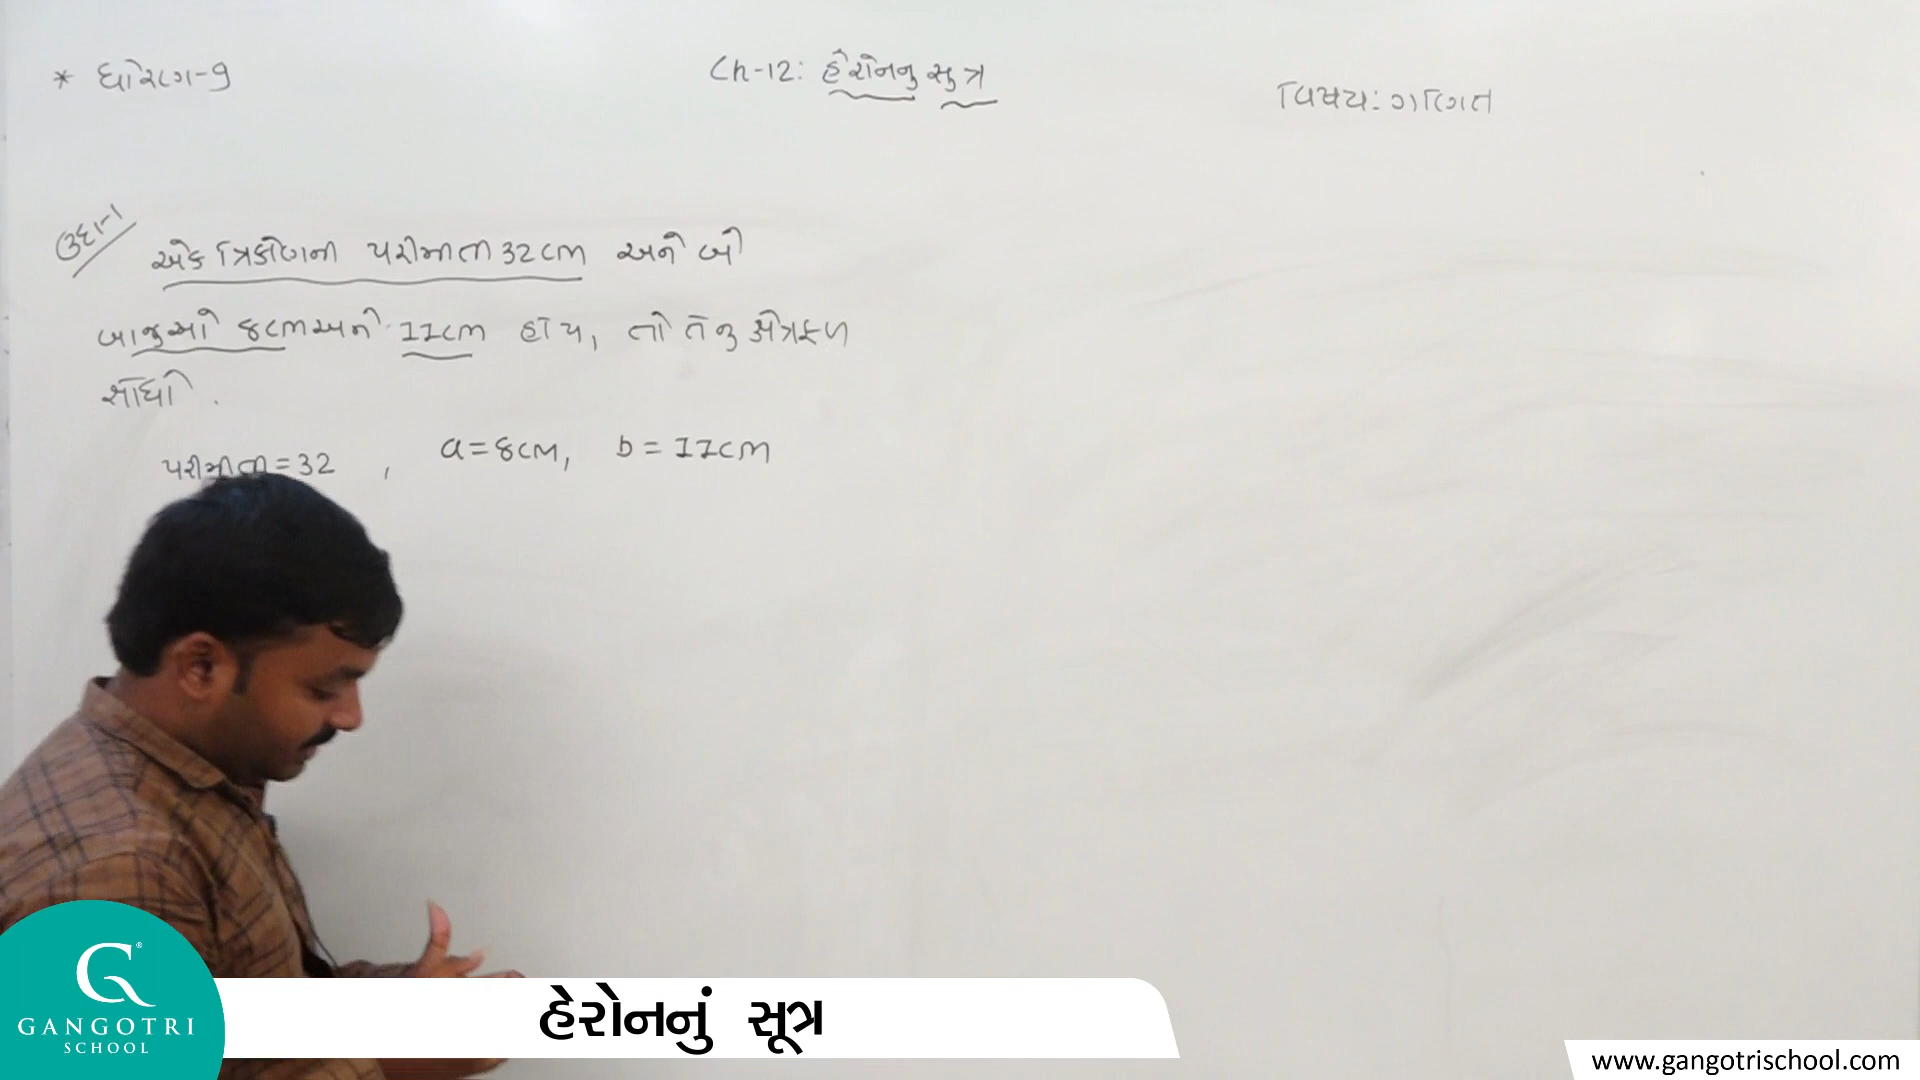 * ધોરણ-9
Ch-12: હેરોનનુ સુત્ર
વિષય: ગણિત
ઉદા-1
એક ત્રિકોણની પરીમીતી 32cm અને બે
બાજુઓ 8cm અને 11cm હોય, તો તેનુ ક્ષેત્રફળ
સોધો.
પરીમીતી = 32 , a = 8cm, b = 11cm
GANGOTRI
SCHOOL
હેરોનનું સૂત્ર
www.gangotrischool.com